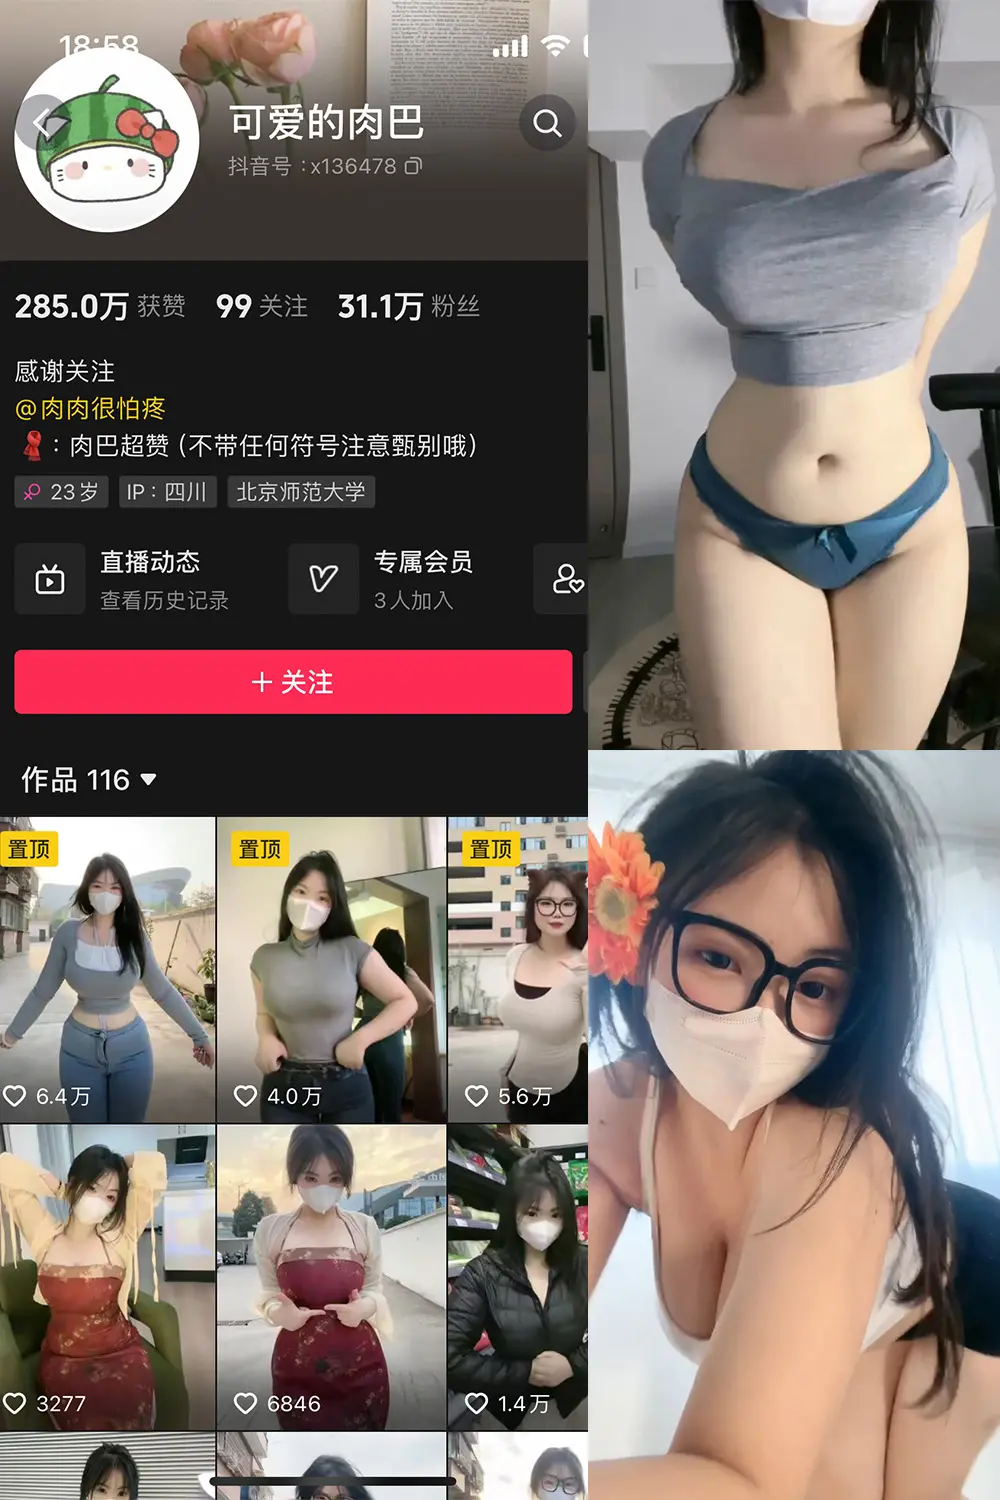 18:58
可爱的肉巴
抖音号：x136478
285.0万 获赞 99 关注 31.1万 粉丝
感谢关注
@肉肉很怕疼
：肉巴超赞 (不带任何符号注意甄别哦)
23岁 IP：四川 北京师范大学
直播动态 专属会员
查看历史记录 3人加入
+ 关注
作品 116
置顶 置顶 置顶
6.4万 4.0万 5.6万
3277 6846 1.4万